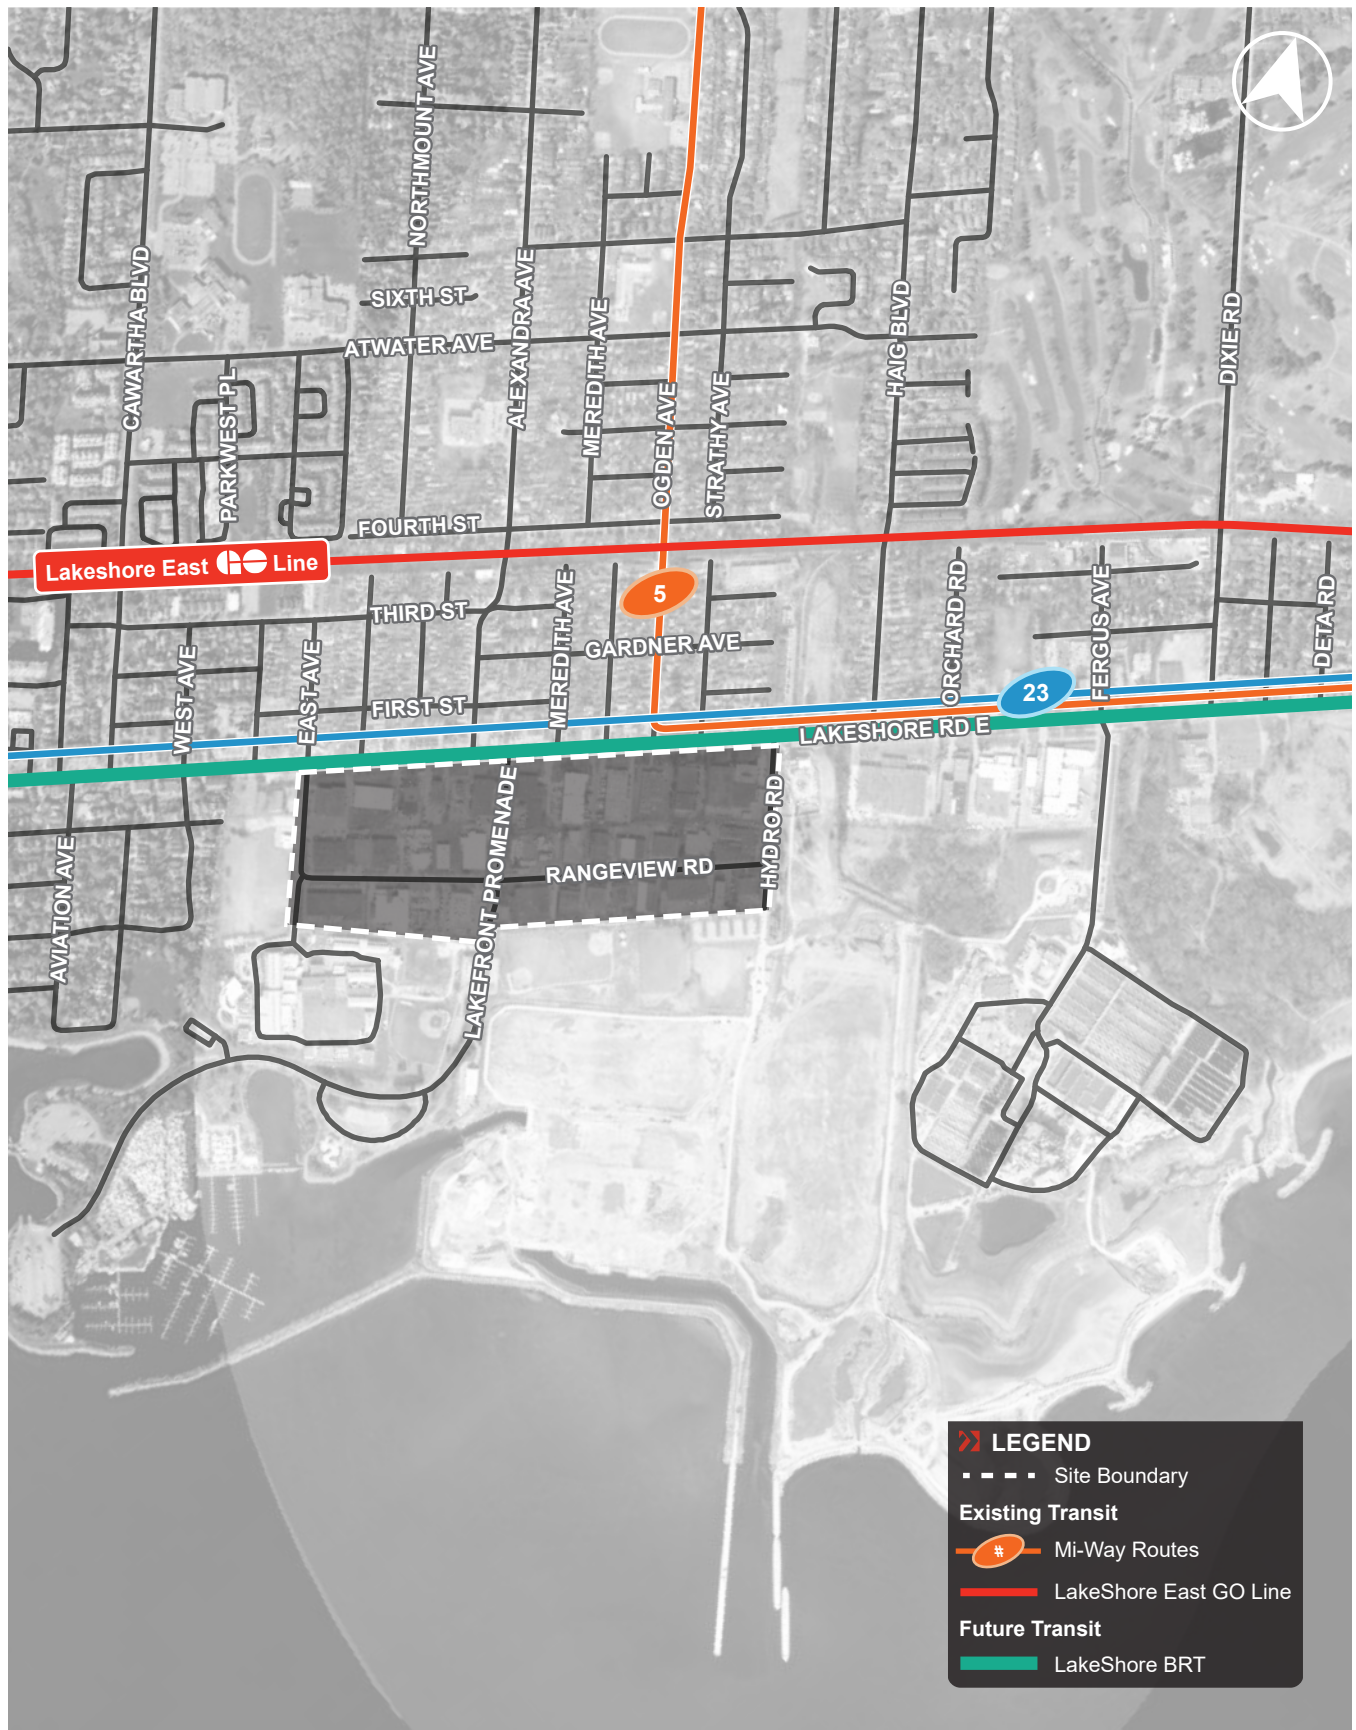 NORTHMOUNT AVE
CAWARTHA BLVD
SIXTH ST
ATWATER AVE
ALEXANDRA AVE
MEREDITH AVE
HAIG BLVD
DIXIE RD
PARKWEST PL
OGDEN AVE
STRATHY AVE
FOURTH ST
Lakeshore East GO Line
5
THIRD ST
MEREDITH AVE
GARDNER AVE
ORCHARD RD
FERGUS AVE
DETA RD
WEST AVE
EAST AVE
FIRST ST
23
LAKESHORE RD E
LAKEFRONT PROMENADE
HYDRO RD
RANGEVIEW RD
AVIATION AVE
LEGEND
Site Boundary
Existing Transit
# Mi-Way Routes
LakeShore East GO Line
Future Transit
LakeShore BRT